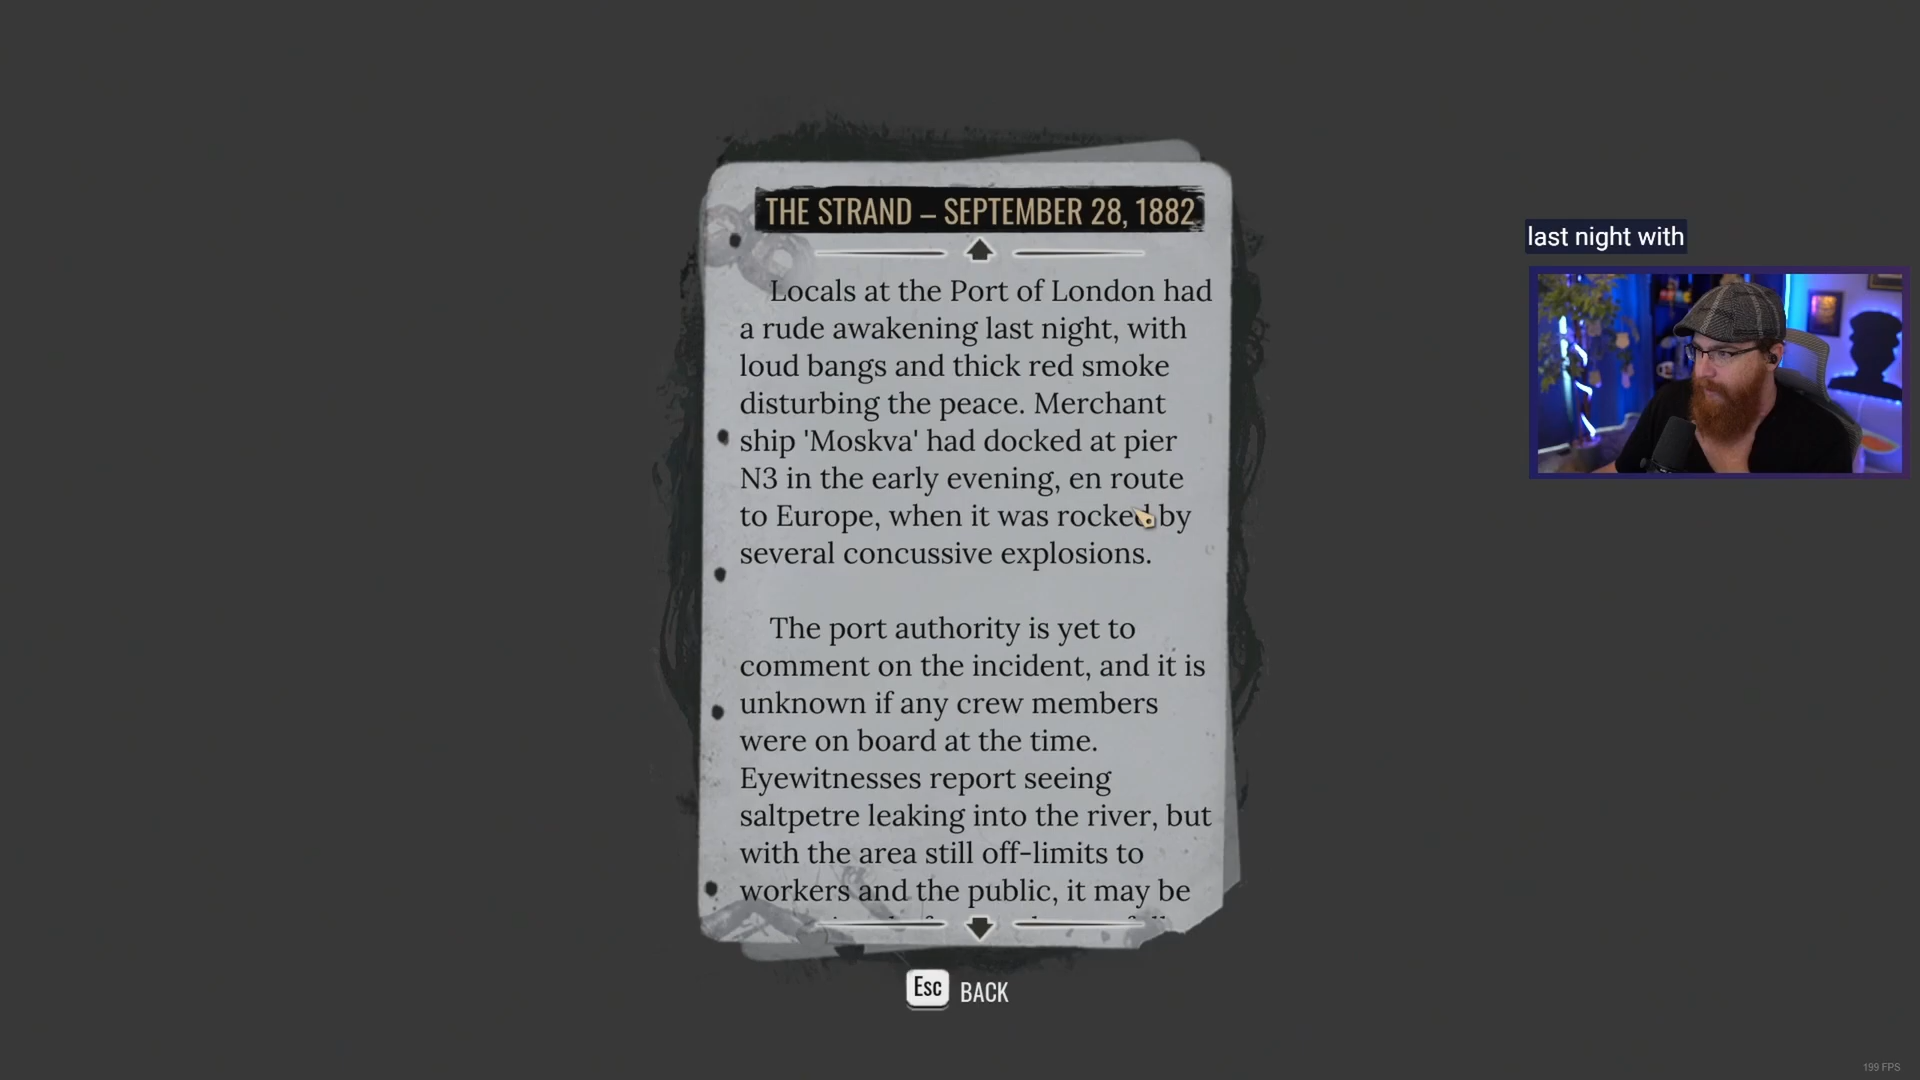 THE STRAND – SEPTEMBER 28, 1882
Locals at the Port of London had
a rude awakening last night, with
loud bangs and thick red smoke
disturbing the peace. Merchant
ship 'Moskva' had docked at pier
N3 in the early evening, en route
to Europe, when it was rocked by
several concussive explosions.
The port authority is yet to
comment on the incident, and it is
unknown if any crew members
were on board at the time.
Eyewitnesses report seeing
saltpetre leaking into the river, but
with the area still off-limits to
workers and the public, it may be
Esc BACK
last night with
199 FPS